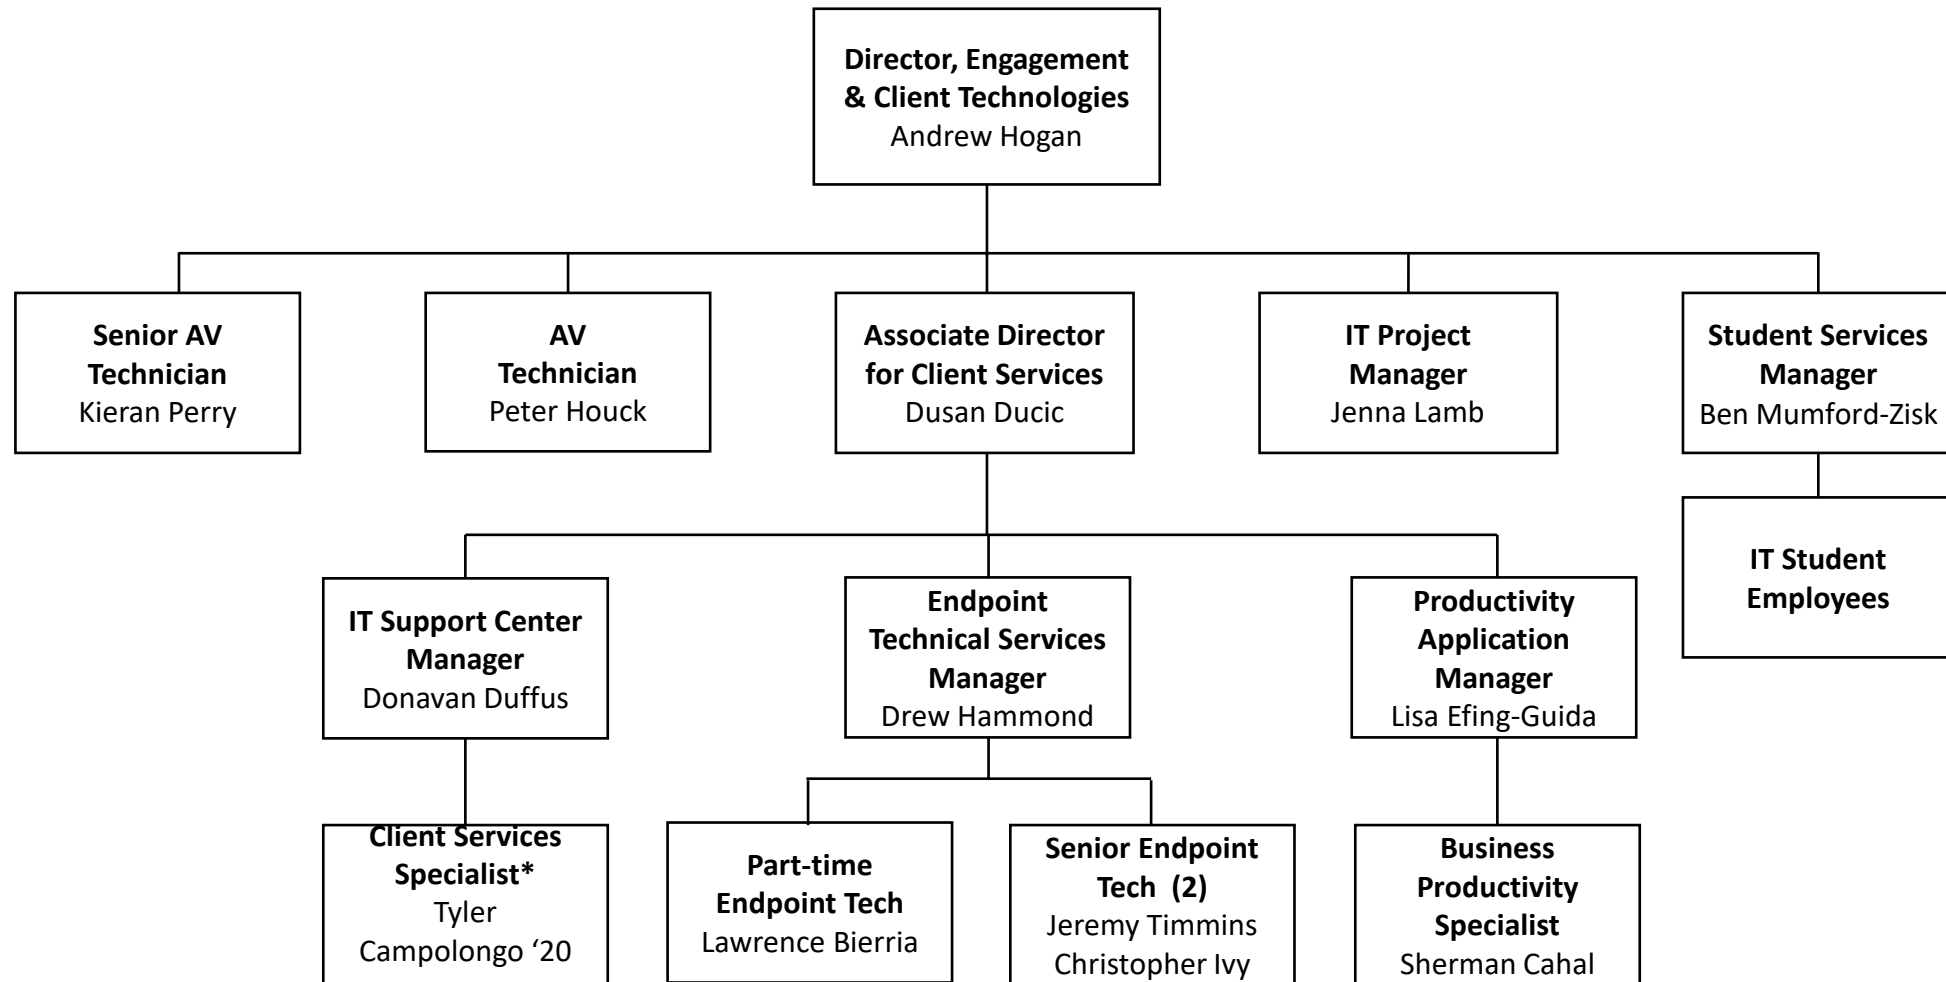 Director, Engagement
& Client Technologies
Andrew Hogan
Senior AV
Technician
Kieran Perry
AV
Technician
Peter Houck
Associate Director
for Client Services
Dusan Ducic
IT Project
Manager
Jenna Lamb
Student Services
Manager
Ben Mumford-Zisk
IT Student
Employees
IT Support Center
Manager
Donavan Duffus
Endpoint
Technical Services
Manager
Drew Hammond
Productivity
Application
Manager
Lisa Efing-Guida
Client Services
Specialist*
Tyler
Campolongo ‘20
Part-time
Endpoint Tech
Lawrence Bierria
Senior Endpoint
Tech  (2)
Jeremy Timmins
Christopher Ivy
Business
Productivity
Specialist
Sherman Cahal